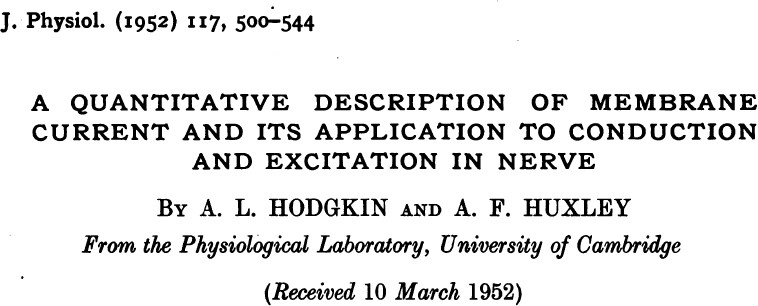 J. Physiol. (1952) 117, 500-544
A QUANTITATIVE DESCRIPTION OF MEMBRANE
CURRENT AND ITS APPLICATION TO CONDUCTION
AND EXCITATION IN NERVE
BY A. L. HODGKIN AND A. F. HUXLEY
From the Physiological Laboratory, University of Cambridge
(Received 10 March 1952)